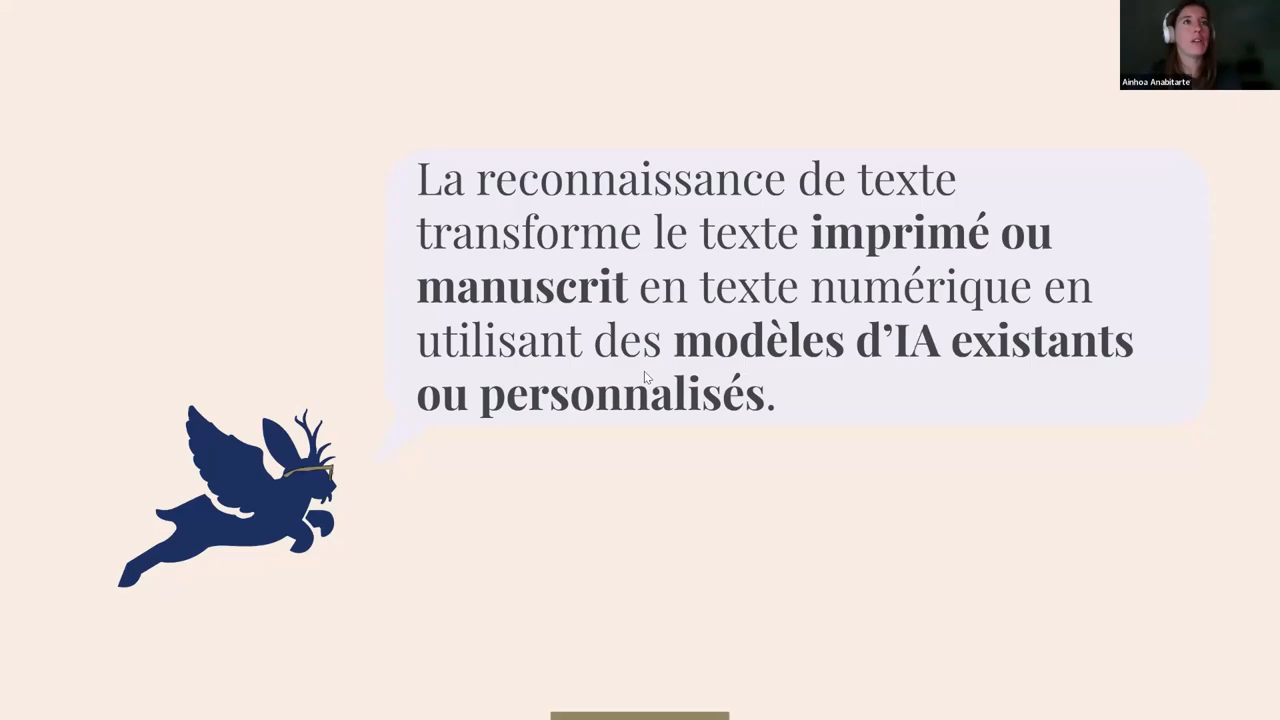 Ainhoa Anabitarte
La reconnaissance de texte
transforme le texte imprimé ou
manuscrit en texte numérique en
utilisant des modèles d’IA existants
ou personnalisés.